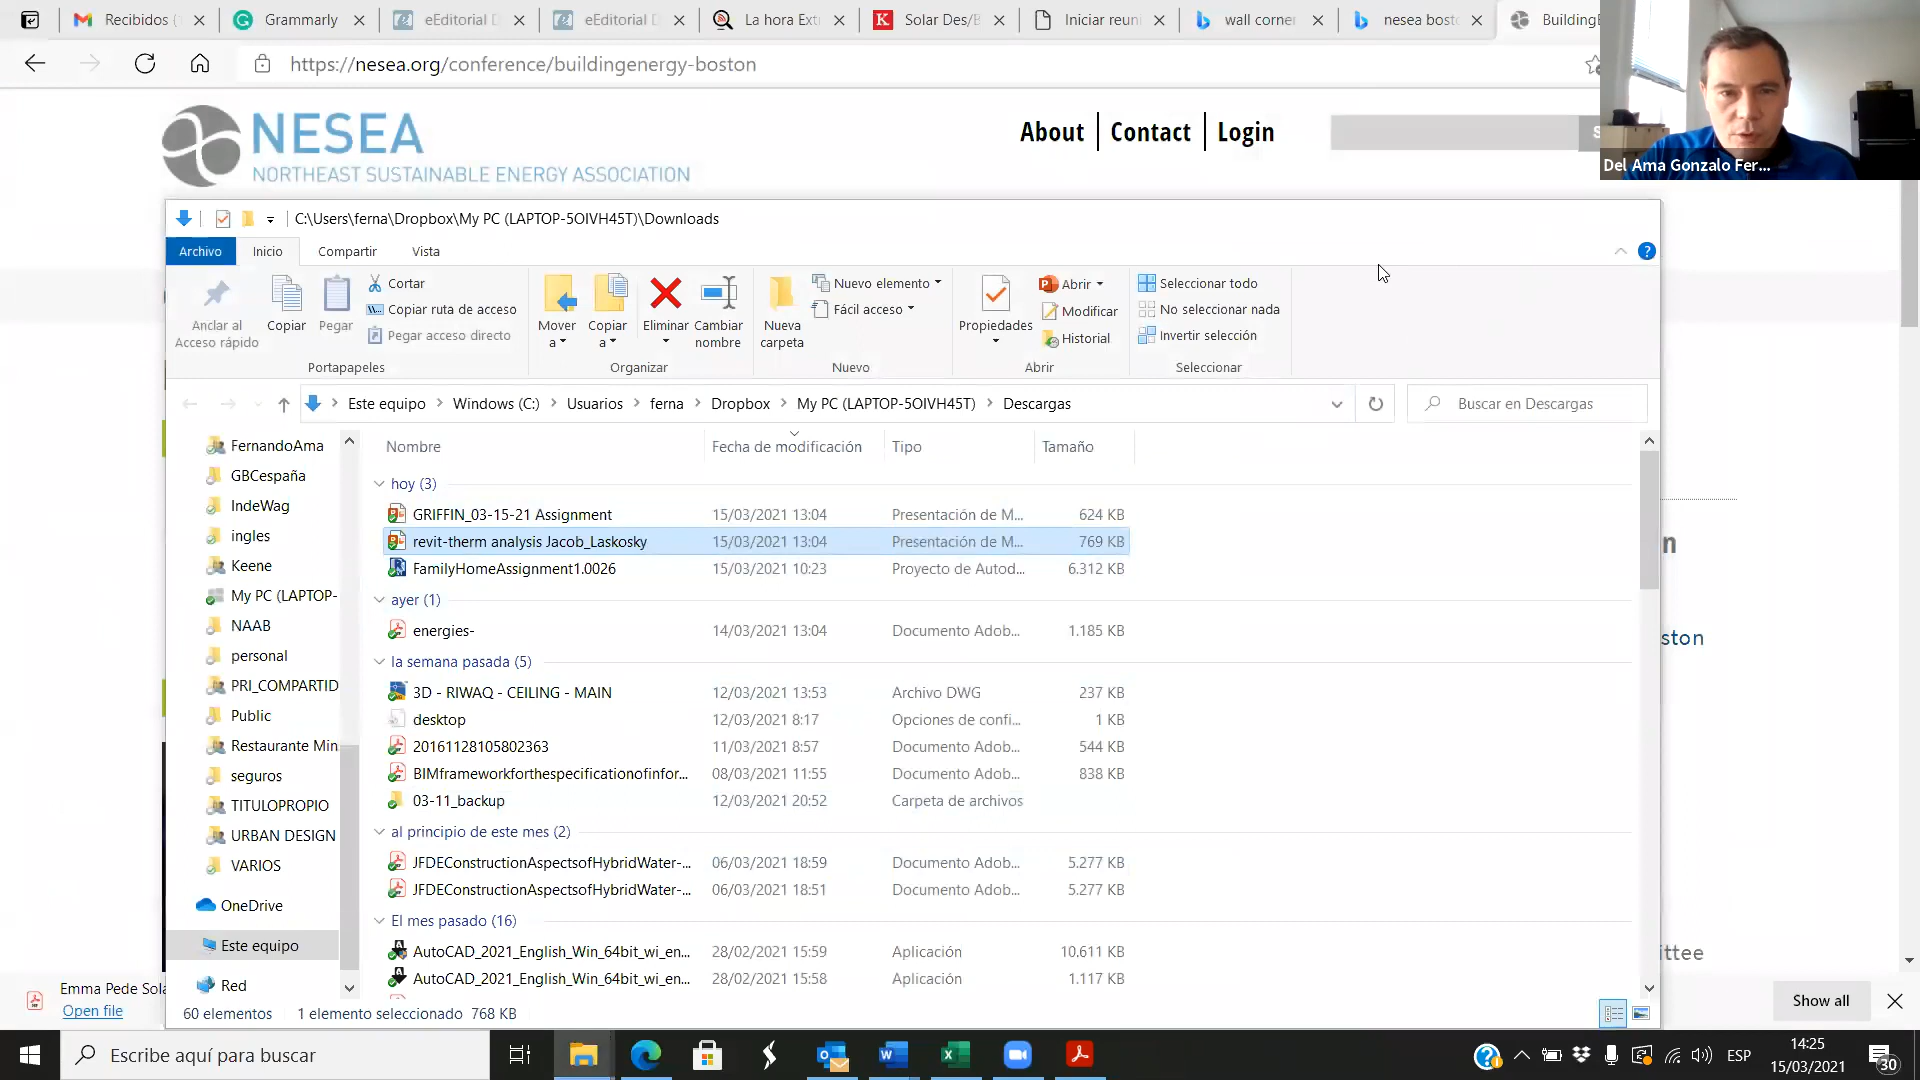 Recibidos (
Grammarly
eEditorial D
eEditorial D
La hora Ext
Solar Des/B
Iniciar reun
wall corner
nesea bost
BuildingE
https://nesea.org/conference/buildingenergy-boston
NESEA
NORTHEAST SUSTAINABLE ENERGY ASSOCIATION
About
Contact
Login
S
Del Ama Gonzalo Fer...
C:\Users\ferna\Dropbox\My PC (LAPTOP-5OIVH45T)\Downloads
Archivo
Inicio
Compartir
Vista
Anclar al
Acceso rápido
Copiar
Pegar
Cortar
Copiar ruta de acceso
Pegar acceso directo
Portapapeles
Mover
a
Copiar
a
Eliminar
Cambiar
nombre
Organizar
Nueva
carpeta
Nuevo elemento
Fácil acceso
Nuevo
Propiedades
Abrir
Modificar
Historial
Abrir
Seleccionar todo
No seleccionar nada
Invertir selección
Seleccionar
Este equipo
Windows (C:)
Usuarios
ferna
Dropbox
My PC (LAPTOP-5OIVH45T)
Descargas
Buscar en Descargas
FernandoAma
GBCespaña
IndeWag
ingles
Keene
My PC (LAPTOP-
NAAB
personal
PRI_COMPARTID
Public
Restaurante Min
seguros
TITULOPROPIO
URBAN DESIGN
VARIOS
OneDrive
Este equipo
Red
Nombre
Fecha de modificación
Tipo
Tamaño
hoy (3)
GRIFFIN_03-15-21 Assignment 15/03/2021 13:04 Presentación de M... 624 KB
revit-therm analysis Jacob_Laskosky 15/03/2021 13:04 Presentación de M... 769 KB
FamilyHomeAssignment1.0026 15/03/2021 10:23 Proyecto de Autod... 6.312 KB
ayer (1)
energies- 14/03/2021 13:04 Documento Adob... 1.185 KB
la semana pasada (5)
3D - RIWAQ - CEILING - MAIN 12/03/2021 13:53 Archivo DWG 237 KB
desktop 12/03/2021 8:17 Opciones de confi... 1 KB
20161128105802363 11/03/2021 8:57 Documento Adob... 544 KB
BIMframeworkforthespecificationofinfor... 08/03/2021 11:55 Documento Adob... 838 KB
03-11_backup 12/03/2021 20:52 Carpeta de archivos
al principio de este mes (2)
JFDEConstructionAspectsofHybridWater-... 06/03/2021 18:59 Documento Adob... 5.277 KB
JFDEConstructionAspectsofHybridWater-... 06/03/2021 18:51 Documento Adob... 5.277 KB
El mes pasado (16)
AutoCAD_2021_English_Win_64bit_wi_en... 28/02/2021 15:59 Aplicación 10.611 KB
AutoCAD_2021_English_Win_64bit_wi_en... 28/02/2021 15:58 Aplicación 1.117 KB
60 elementos
1 elemento seleccionado 768 KB
n
ston
ittee
Emma Pede Sola
Open file
Show all
Escribe aquí para buscar
ESP
14:25
15/03/2021
30